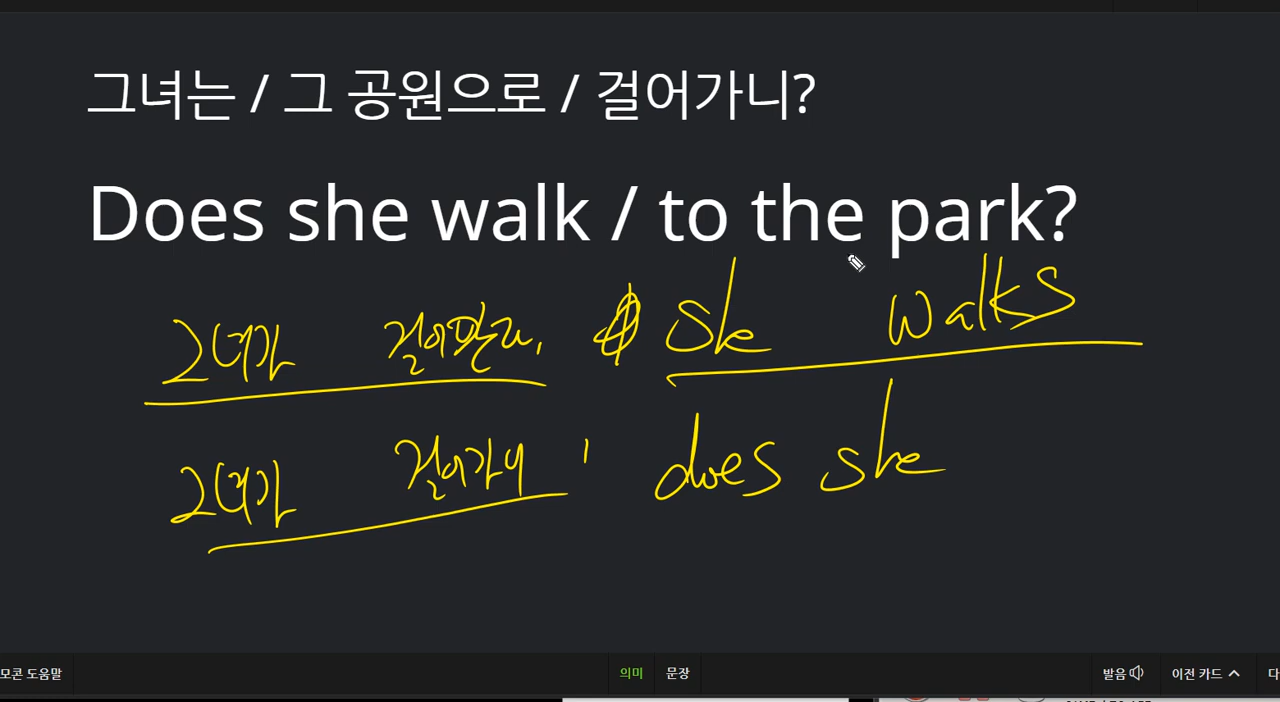 그녀는 / 그 공원으로 / 걸어가니?
Does she walk / to the park?
그녀가 걸어간다, she walks
그녀가 걸어가니 does she
모콘 도움말 의미 문장 발음 이전 카드 다